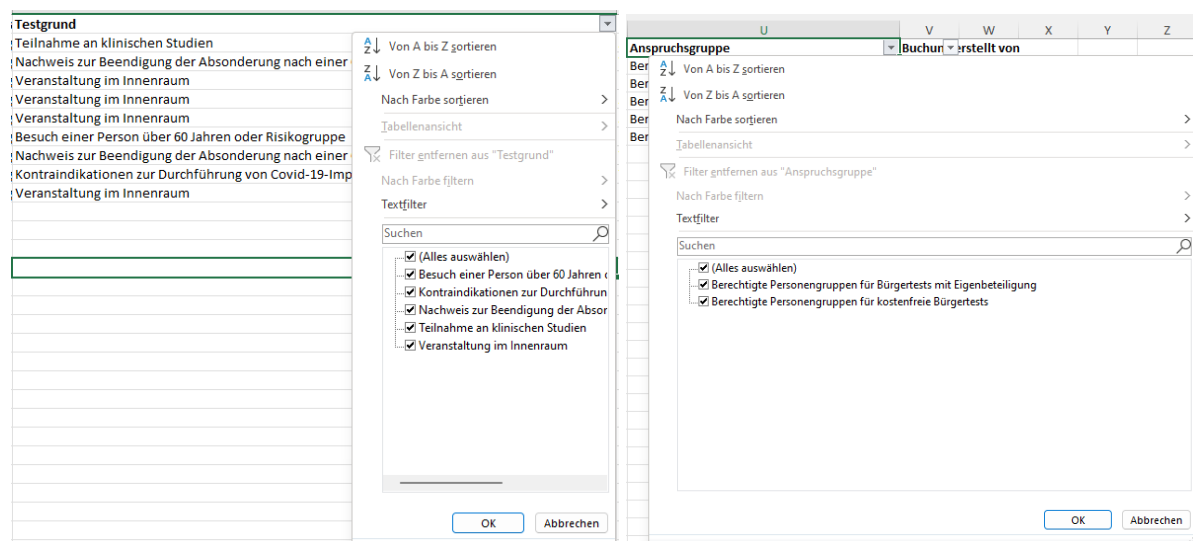 Testgrund
Teilnahme an klinischen Studien
Nachweis zur Beendigung der Absonderung nach einer
Veranstaltung im Innenraum
Veranstaltung im Innenraum
Veranstaltung im Innenraum
Besuch einer Person über 60 Jahren oder Risikogruppe
Nachweis zur Beendigung der Absonderung nach einer
Kontraindikationen zur Durchführung von Covid-19-Imp
Veranstaltung im Innenraum
Von A bis Z sortieren
Von Z bis A sortieren
Nach Farbe sortieren
Tabellenansicht
Filter entfernen aus "Testgrund"
Nach Farbe filtern
Textfilter
Suchen
(Alles auswählen)
Besuch einer Person über 60 Jahren
Kontraindikationen zur Durchführun
Nachweis zur Beendigung der Absor
Teilnahme an klinischen Studien
Veranstaltung im Innenraum
OK Abbrechen
U V W X Y Z
Anspruchsgruppe Buchun erstellt von
Ber
Ber
Ber
Ber
Ber
Von A bis Z sortieren
Von Z bis A sortieren
Nach Farbe sortieren
Tabellenansicht
Filter entfernen aus "Anspruchsgruppe"
Nach Farbe filtern
Textfilter
Suchen
(Alles auswählen)
Berechtigte Personengruppen für Bürgertests mit Eigenbeteiligung
Berechtigte Personengruppen für kostenfreie Bürgertests
OK Abbrechen